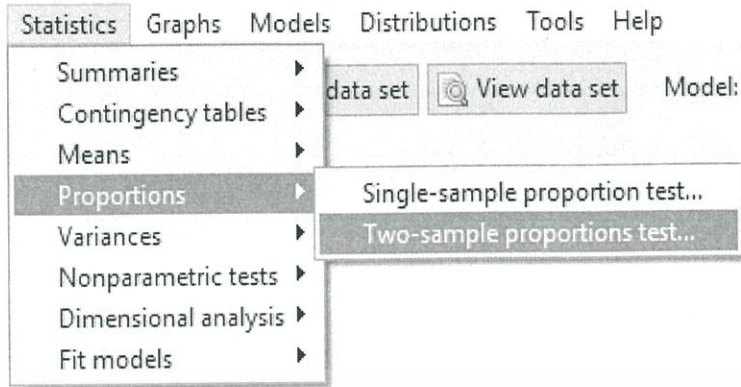 Statistics Graphs Models Distributions Tools Help
Summaries
data set View data set Model:
Contingency tables
Means
Proportions
Single-sample proportion test...
Variances
Two-sample proportions test...
Nonparametric tests
Dimensional analysis
Fit models